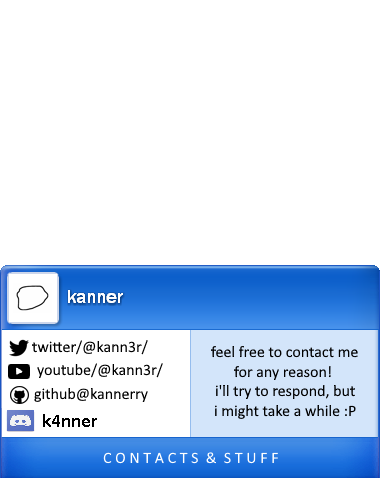 kanner
twitter/@kann3r/
youtube/@kann3r/
github@kannerry
k4nner
feel free to contact me
for any reason!
i'll try to respond, but
i might take a while :P
CONTACTS & STUFF